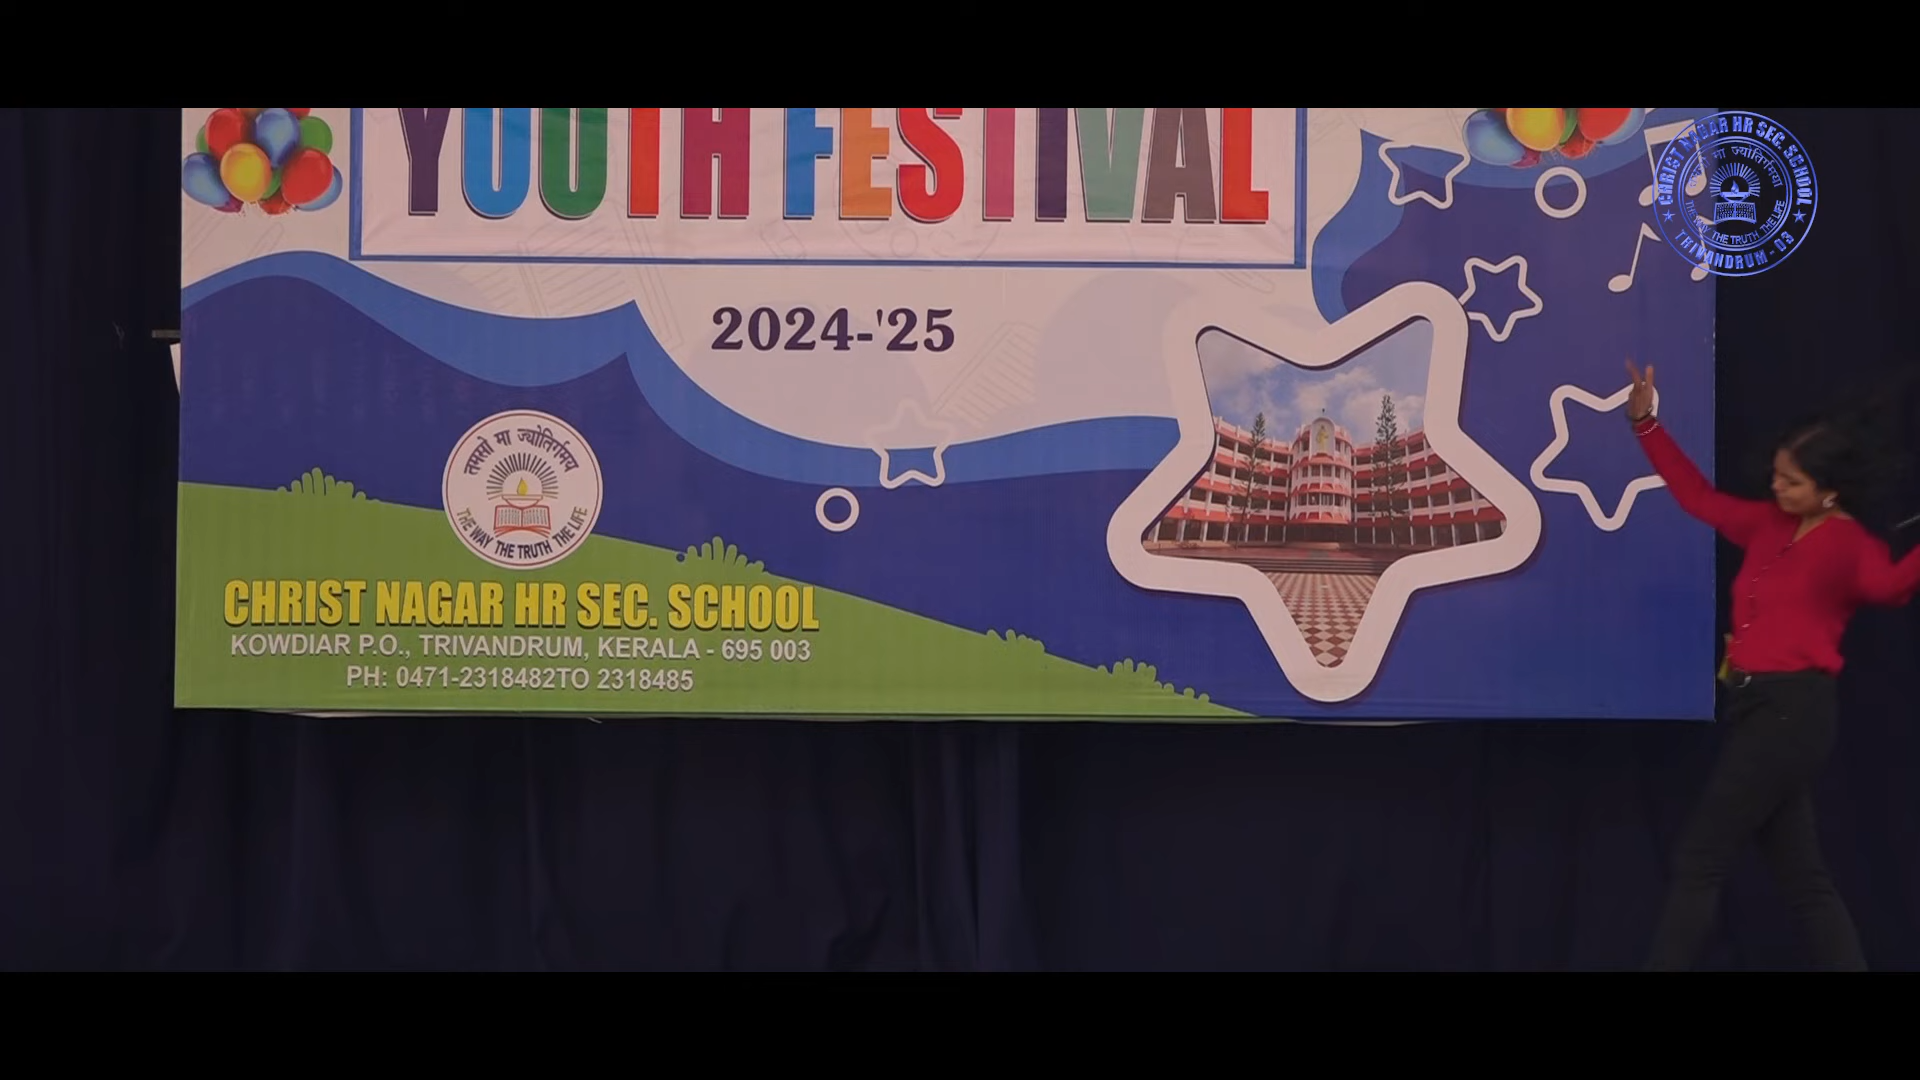 YOUTH FESTIVAL
2024-'25
तमसो मा ज्योतिर्गमय
THE WAY THE TRUTH THE LIFE
CHRIST NAGAR HR SEC. SCHOOL
KOWDIAR P.O., TRIVANDRUM, KERALA - 695 003
PH: 0471-2318482TO 2318485
CHRIST NAGAR HR SEC. SCHOOL
TRIVANDRUM - 03
THE WAY THE TRUTH THE LIFE